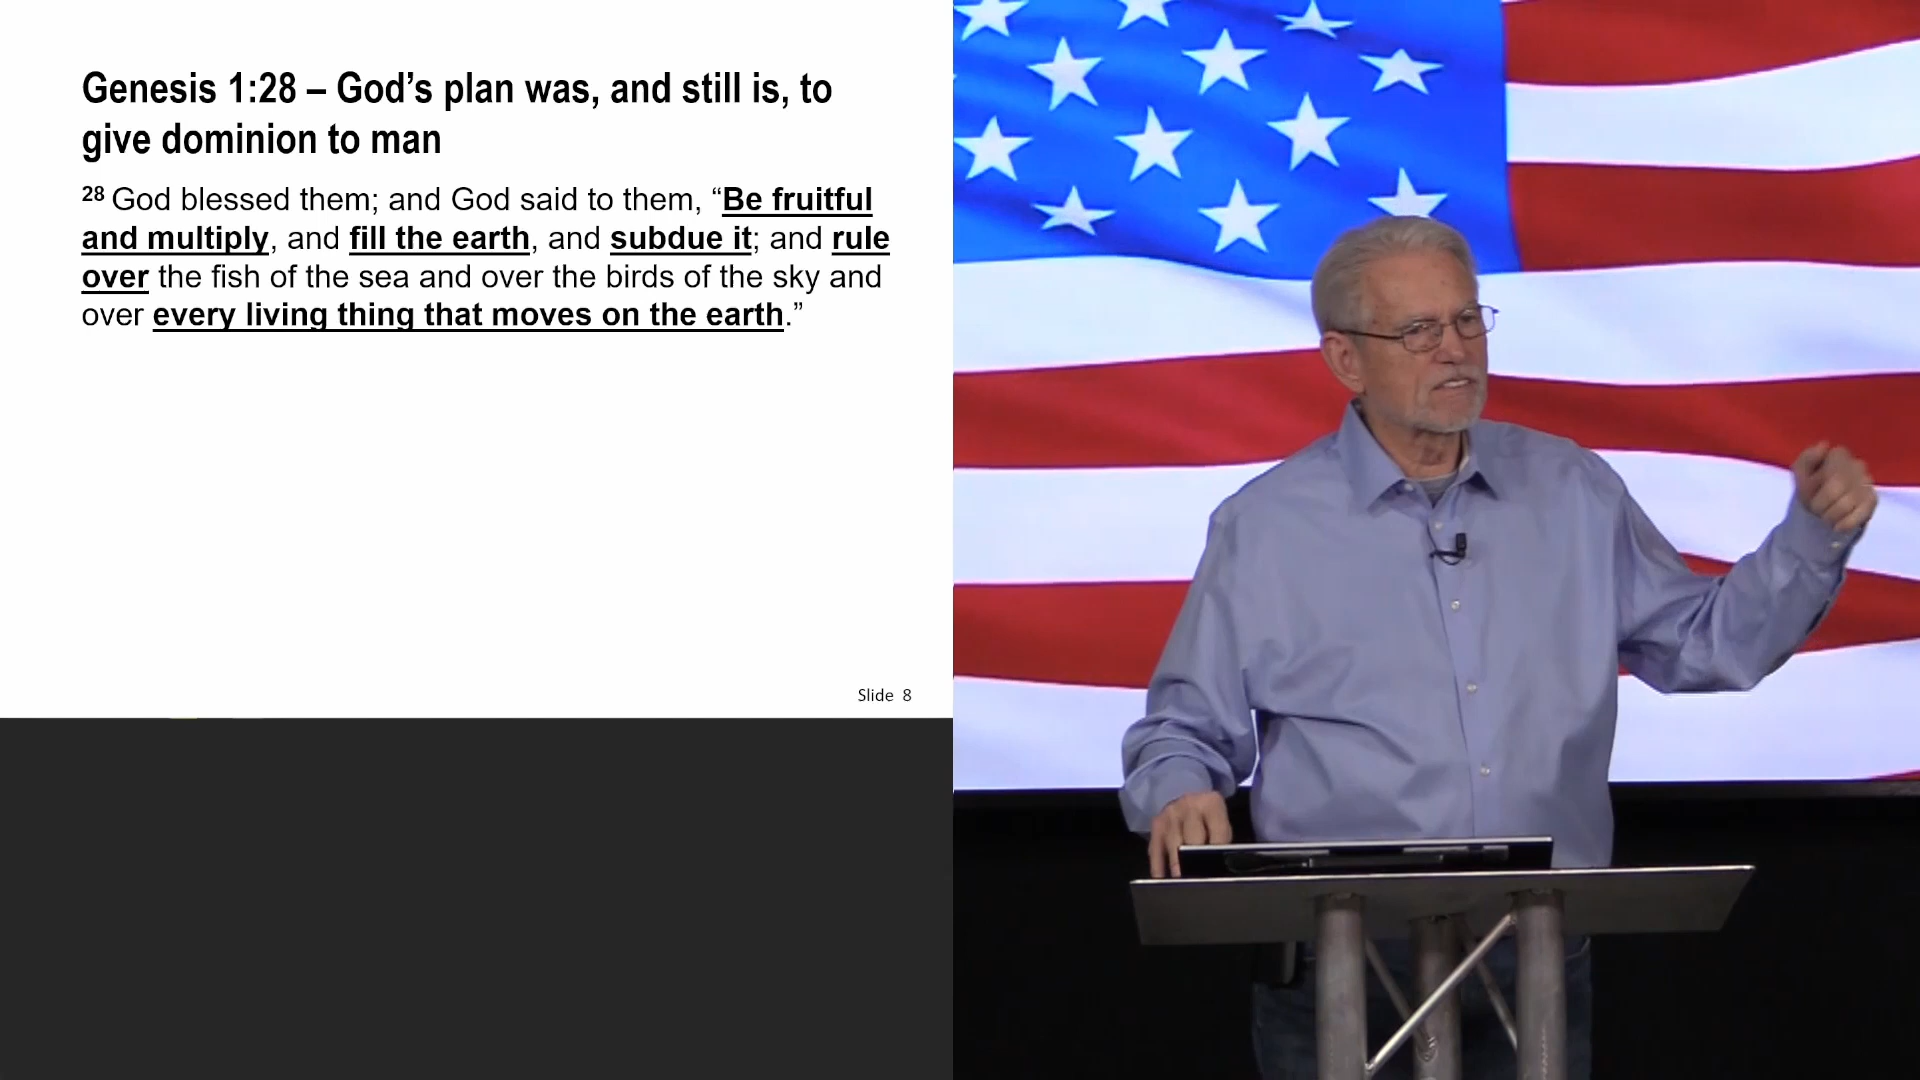 Genesis 1:28 – God’s plan was, and still is, to
give dominion to man
28 God blessed them; and God said to them, “Be fruitful
and multiply, and fill the earth, and subdue it; and rule
over the fish of the sea and over the birds of the sky and
over every living thing that moves on the earth.”
Slide 8